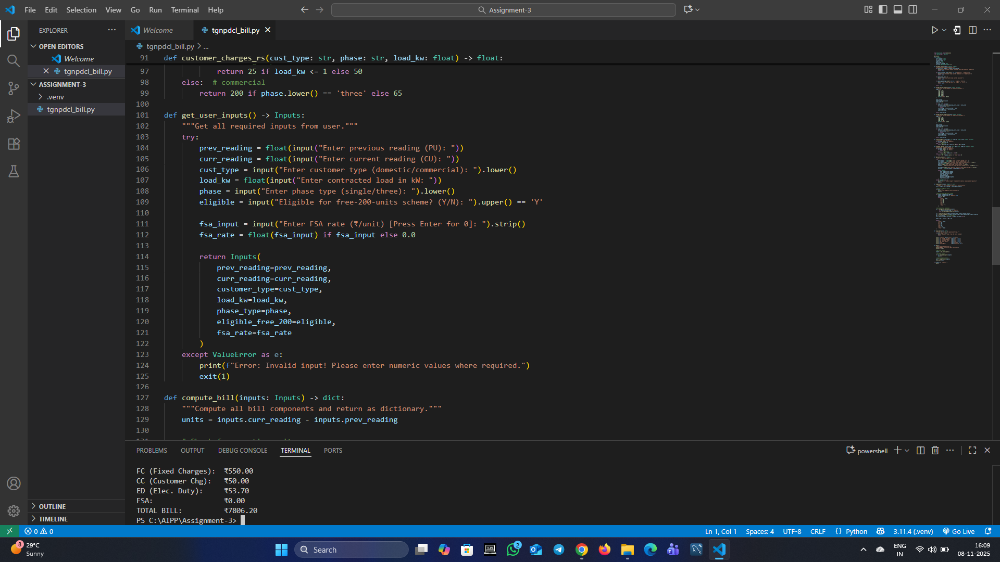 File Edit Selection View Go Run Terminal Help
Assignment-3
EXPLORER
OPEN EDITORS
Welcome
tgnpdcl_bill.py
ASSIGNMENT-3
.venv
tgnpdcl_bill.py
OUTLINE
TIMELINE
Welcome
tgnpdcl_bill.py
tgnpdcl_bill.py > ...
91 def customer_charges_rs(cust_type: str, phase: str, load_kw: float) -> float:
97 return 25 if load_kw <= 1 else 50
98 else: # commercial
99 return 200 if phase.lower() == 'three' else 65
100
101 def get_user_inputs() -> Inputs:
102 """Get all required inputs from user."""
103 try:
104 prev_reading = float(input("Enter previous reading (PU): "))
105 curr_reading = float(input("Enter current reading (CU): "))
106 cust_type = input("Enter customer type (domestic/commercial): ").lower()
107 load_kw = float(input("Enter contracted load in kW: "))
108 phase = input("Enter phase type (single/three): ").lower()
109 eligible = input("Eligible for free-200-units scheme? (Y/N): ").upper() == 'Y'
110
111 fsa_input = input("Enter FSA rate (₹/unit) [Press Enter for 0]: ").strip()
112 fsa_rate = float(fsa_input) if fsa_input else 0.0
113
114 return Inputs(
115 prev_reading=prev_reading,
116 curr_reading=curr_reading,
117 customer_type=cust_type,
118 load_kw=load_kw,
119 phase_type=phase,
120 eligible_free_200=eligible,
121 fsa_rate=fsa_rate
122 )
123 except ValueError as e:
124 print(f"Error: Invalid input! Please enter numeric values where required.")
125 exit(1)
126
127 def compute_bill(inputs: Inputs) -> dict:
128 """Compute all bill components and return as dictionary."""
129 units = inputs.curr_reading - inputs.prev_reading
130
PROBLEMS OUTPUT DEBUG CONSOLE TERMINAL PORTS
powershell
FC (Fixed Charges): ₹550.00
CC (Customer Chg): ₹50.00
ED (Elec. Duty): ₹53.70
FSA: ₹0.00
TOTAL BILL: ₹7806.20
PS C:\AIPP\Assignment-3>
0 0
Ln 1, Col 1 Spaces: 4 UTF-8 CRLF {} Python 3.11.4 (.venv) Go Live
8
29°C
Sunny
Search
2
ENG
IN
16:09
08-11-2025